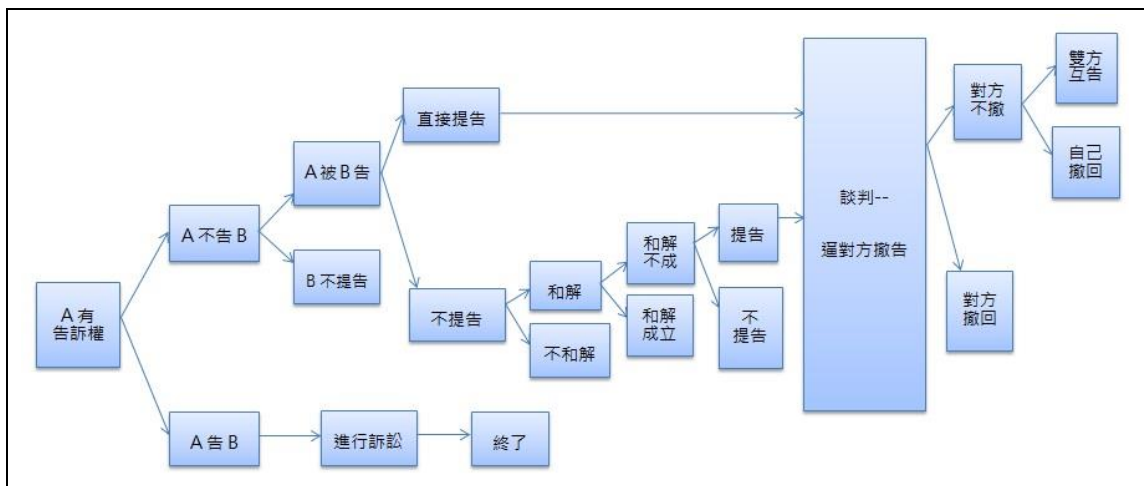 A有
告訴權
A不告B
A告B
A被B告
B不提告
直接提告
不提告
和解
不和解
和解
不成
和解
成立
提告
不
提告
談判--
逼對方撤告
對方
不撤
對方
撤回
雙方
互告
自己
撤回
進行訴訟
終了